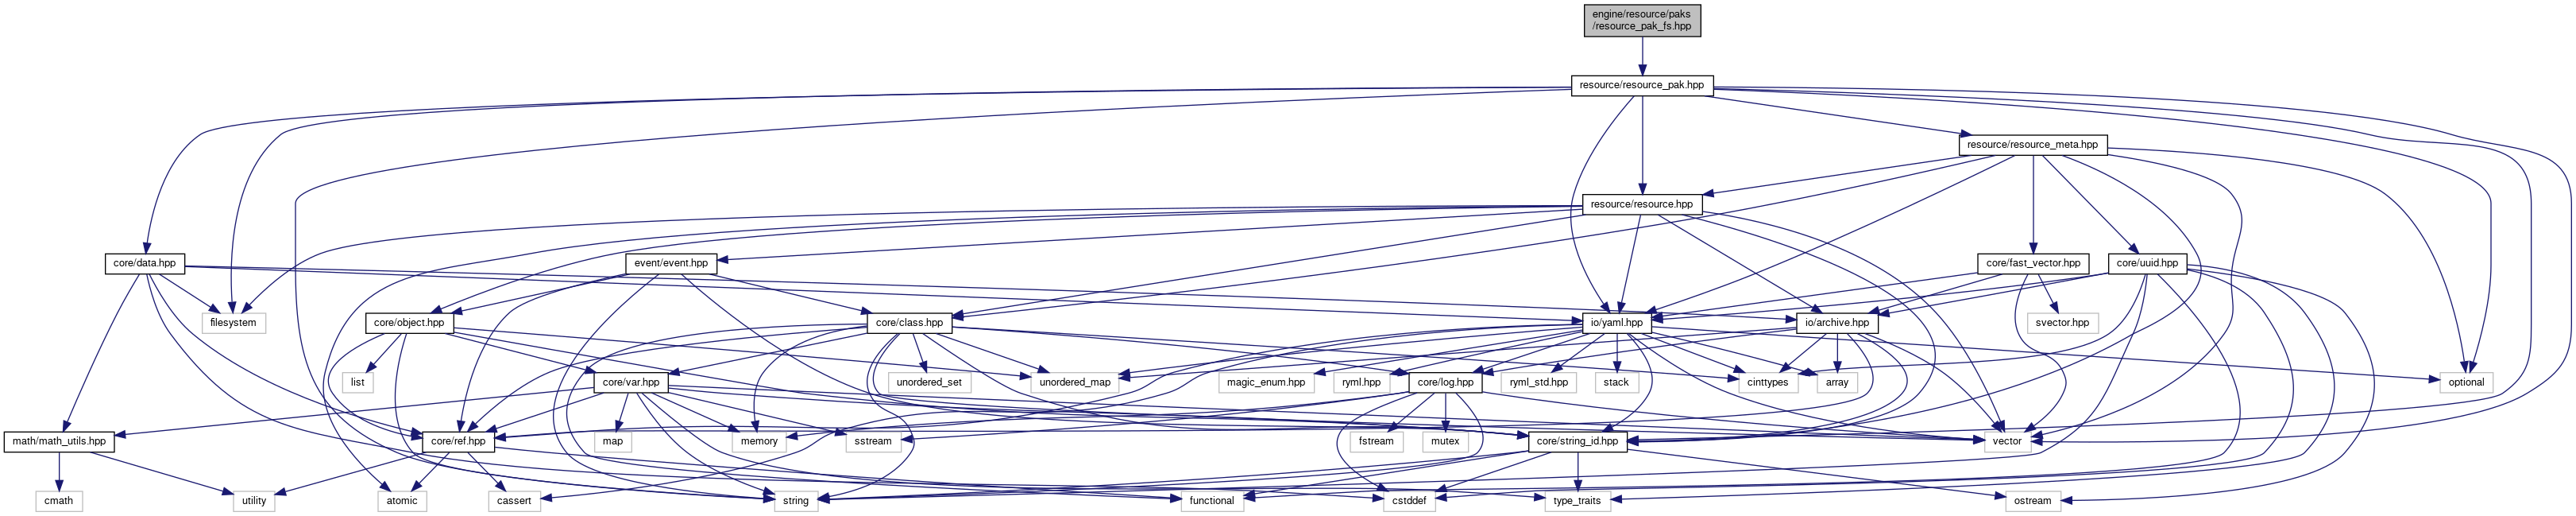 engine/resource/paks
/resource_pak_fs.hpp
resource/resource_pak.hpp
resource/resource_meta.hpp
resource/resource.hpp
core/data.hpp
event/event.hpp
core/fast_vector.hpp
core/uuid.hpp
filesystem
core/object.hpp
core/class.hpp
io/yaml.hpp
io/archive.hpp
svector.hpp
list
core/var.hpp
unordered_set
unordered_map
magic_enum.hpp
ryml.hpp
core/log.hpp
ryml_std.hpp
stack
cinttypes
array
optional
math/math_utils.hpp
core/ref.hpp
map
memory
sstream
fstream
mutex
core/string_id.hpp
vector
cmath
utility
atomic
cassert
string
functional
cstddef
type_traits
ostream